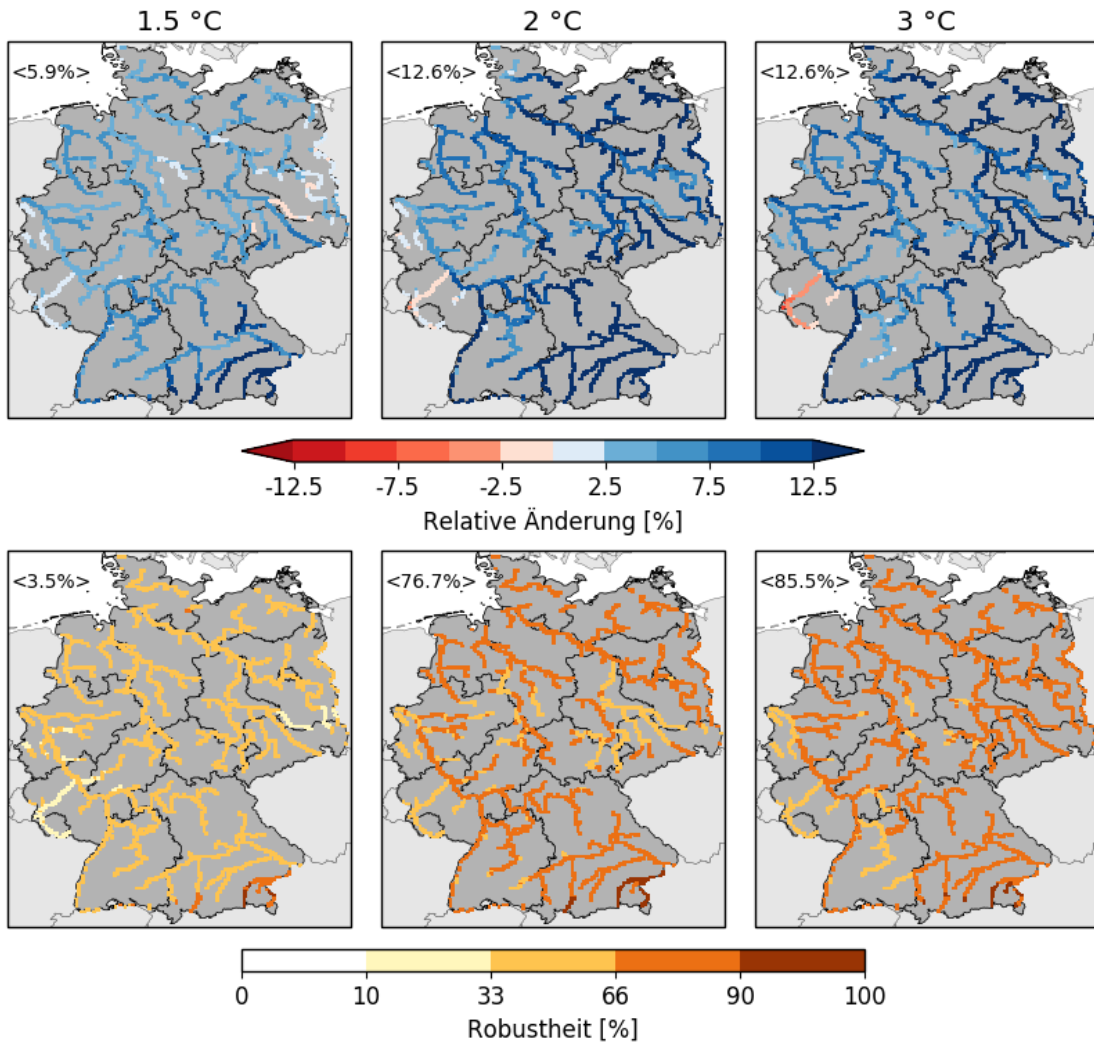 1.5 °C 2 °C 3 °C
<5.9%> <12.6%> <12.6%>
-12.5 -7.5 -2.5 2.5 7.5 12.5
Relative Änderung [%]
<3.5%> <76.7%> <85.5%>
0 10 33 66 90 100
Robustheit [%]